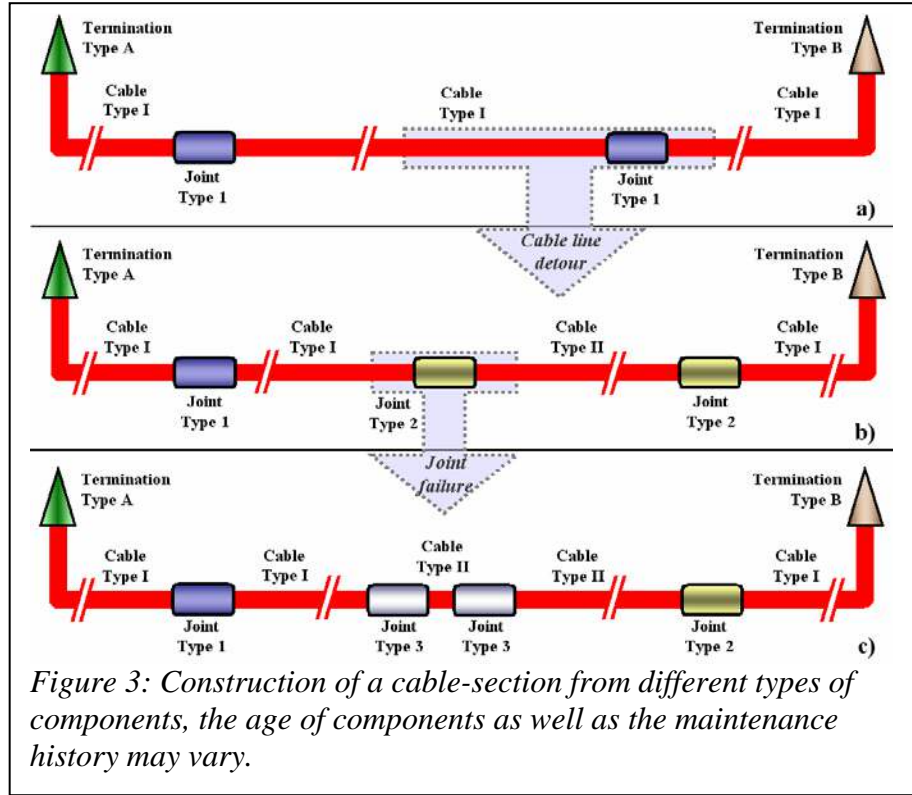 Termination
Type A
Termination
Type B
Cable
Type I
Cable
Type I
Cable
Type I
Joint
Type 1
Joint
Type 1
a)
Cable line
detour
Termination
Type A
Termination
Type B
Cable
Type I
Cable
Type I
Cable
Type II
Cable
Type I
Joint
Type 1
Joint
Type 2
Joint
Type 2
b)
Joint
failure
Termination
Type A
Termination
Type B
Cable
Type I
Cable
Type I
Cable
Type II
Cable
Type II
Cable
Type I
Joint
Type 1
Joint
Type 3
Joint
Type 3
Joint
Type 2
c)
Figure 3: Construction of a cable-section from different types of
components, the age of components as well as the maintenance
history may vary.